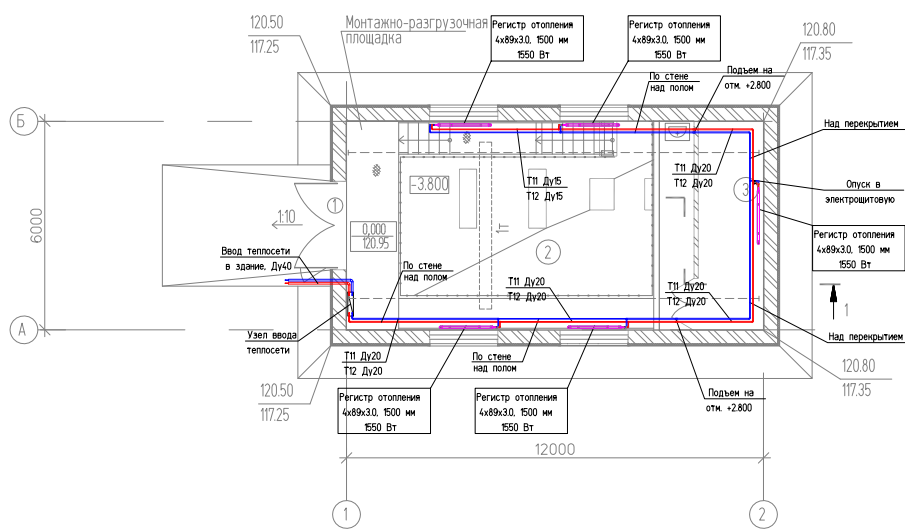 120.50
117.25
Монтажно-разгрузочная
площадка
Регистр отопления
4х89х3.0, 1500 мм
1550 Вт
Регистр отопления
4х89х3.0, 1500 мм
1550 Вт
120.80
117.35
По стене
над полом
Подъем на
отм. +2.800
Б
Над перекрытием
-3.800
Т11 Ду15
Т12 Ду15
Т11 Ду20
Т12 Ду20
3
Опуск в
электрощитовую
1
1:10
6000
0,000
120.95
1т
2
Регистр отопления
4х89х3.0, 1500 мм
1550 Вт
Ввод теплосети
в здание, Ду40
По стене
над полом
Т11 Ду20
Т12 Ду20
Т11 Ду20
Т12 Ду20
1
А
Узел ввода
теплосети
Т11 Ду20
Т12 Ду20
По стене
над полом
Над перекрытием
120.50
117.25
Регистр отопления
4х89х3.0, 1500 мм
1550 Вт
Регистр отопления
4х89х3.0, 1500 мм
1550 Вт
Подъем на
отм. +2.800
120.80
117.35
12000
1
2